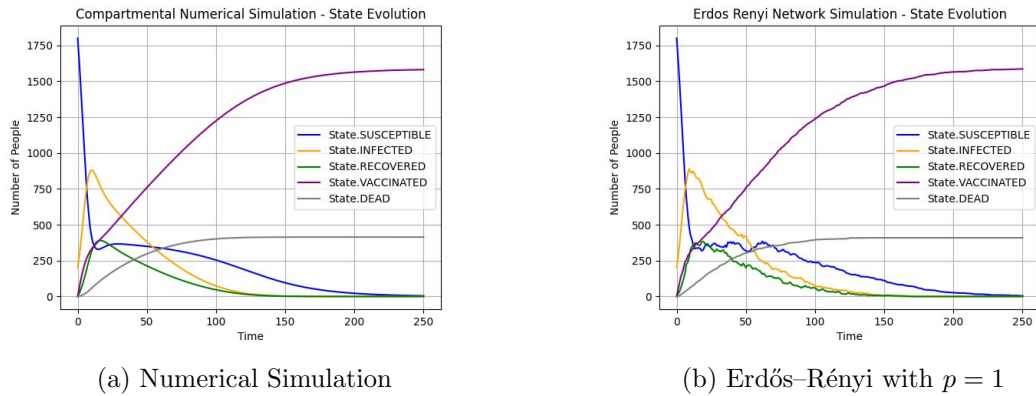 Compartmental Numerical Simulation - State Evolution
1750
1500
1250
1000
750
500
250
0
Number of People
State.SUSCEPTIBLE
State.INFECTED
State.RECOVERED
State.VACCINATED
State.DEAD
0 50 100 150 200 250
Time
(a) Numerical Simulation
Erdos Renyi Network Simulation - State Evolution
1750
1500
1250
1000
750
500
250
0
Number of People
State.SUSCEPTIBLE
State.INFECTED
State.RECOVERED
State.VACCINATED
State.DEAD
0 50 100 150 200 250
Time
(b) Erdős–Rényi with p = 1